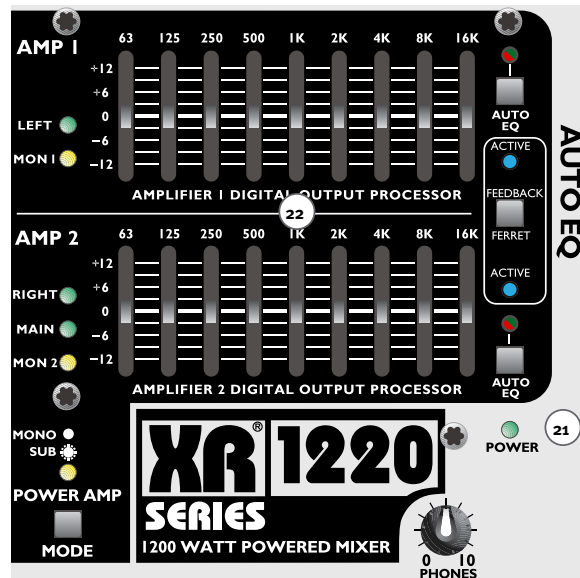 AMP 1
63 125 250 500 1K 2K 4K 8K 16K
+12
+6
0
-6
-12
LEFT
MON 1
AMPLIFIER 1 DIGITAL OUTPUT PROCESSOR
AUTO
EQ
ACTIVE
FEEDBACK
FERRET
ACTIVE
AUTO
EQ
AUTO EQ
22
AMP 2
63 125 250 500 1K 2K 4K 8K 16K
+12
+6
0
-6
-12
RIGHT
MAIN
MON 2
AMPLIFIER 2 DIGITAL OUTPUT PROCESSOR
MONO
SUB
POWER AMP
MODE
XR® 1220
SERIES
1200 WATT POWERED MIXER
POWER
21
0 10
PHONES